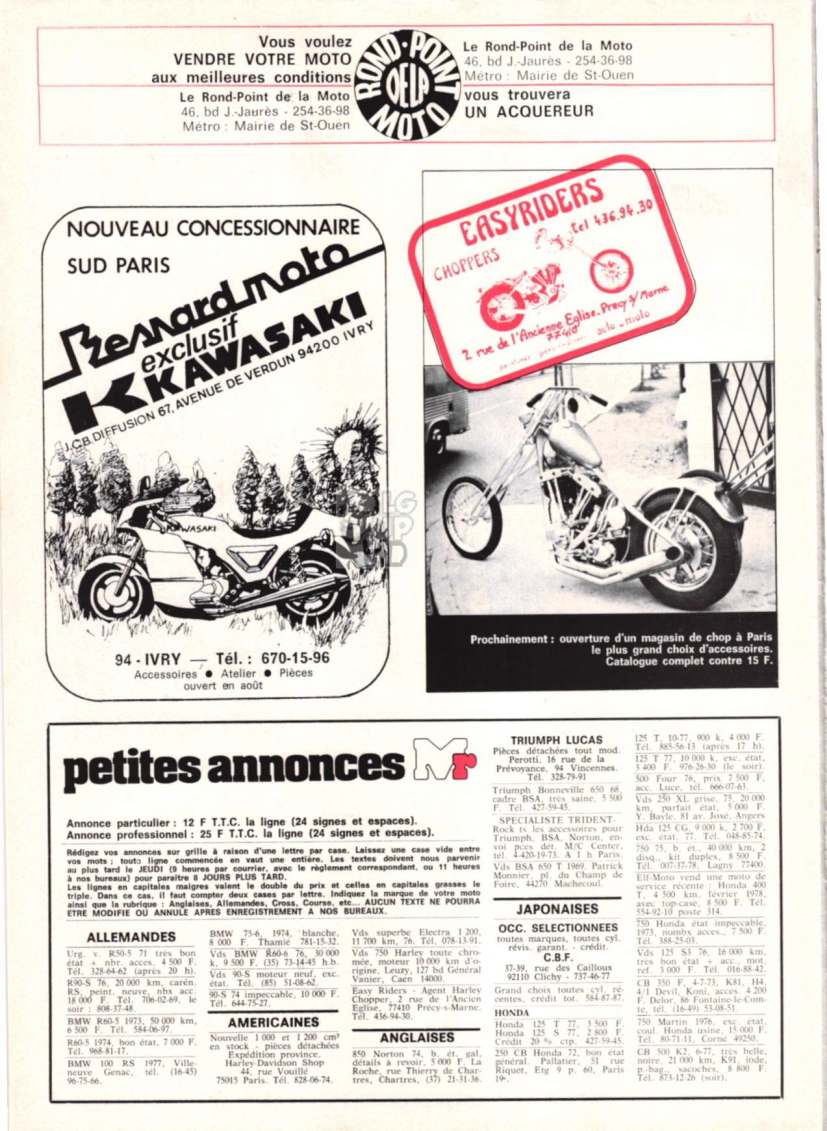 Vous voulez
VENDRE VOTRE MOTO
aux meilleures conditions
Le Rond-Point de la Moto
46, bd J.-Jaurès - 254-36-98
Métro : Mairie de St-Ouen
ROND-POINT
DE LA
MOTO
Le Rond-Point de la Moto
46, bd J.-Jaurès - 254-36-98
Métro : Mairie de St-Ouen
vous trouvera
UN ACQUEREUR
NOUVEAU CONCESSIONNAIRE
SUD PARIS
Bessard moto
exclusif
KAWASAKI
J.C.B. DIFFUSION 67, AVENUE DE VERDUN 94200 IVRY
KAWASAKI
94 - IVRY — Tél. : 670-15-96
Accessoires ● Atelier ● Pièces
ouvert en août
EASYRIDERS
tel 436.94.30
CHOPPERS
2 rue de l'Ancienne Eglise. Precy s/ Marne
77410
Prochainement : ouverture d'un magasin de chop à Paris
le plus grand choix d'accessoires.
Catalogue complet contre 15 F.
petites annonces Mr
Annonce particulier : 12 F T.T.C. la ligne (24 signes et espaces).
Annonce professionnel : 25 F T.T.C. la ligne (24 signes et espaces).
Rédigez vos annonces sur grille à raison d'une lettre par case. Laissez une case vide entre
vos mots ; toute ligne commencée en vaut une entière. Les textes doivent nous parvenir
au plus tard le JEUDI (9 heures par courrier, avec le règlement correspondant, ou 11 heures
à nos bureaux) pour paraître 8 JOURS PLUS TARD.
Les lignes en capitales maigres valent le double du prix et celles en capitales grasses le
triple. Dans ce cas, il faut compter deux cases par lettre. Indiquez la marque de votre moto
ainsi que la rubrique : Anglaises, Allemandes, Cross, Course, etc... AUCUN TEXTE NE POURRA
ETRE MODIFIE OU ANNULE APRES ENREGISTREMENT A NOS BUREAUX.
ALLEMANDES
Urg. v. R50-5 71 très bon
état + nbr. acces. 4 500 F.
Tél. 328-64-62 (après 20 h).
R90-S 76, 20 000 km, carén.
RS, peint. neuve, nbx acc.
18 000 F. Tél. 706-02-69, le
soir : 808-37-48.
BMW R60-5 1973, 50 000 km,
6 500 F. Tél. 584-06-97.
R60-5 1974, bon état, 7 000 F.
Tél. 968-81-17.
BMW 100 RS 1977, Ville-
neuve Genac, tél. (16-45)
96-75-66.
BMW 75-6, 1974, blanche,
8 000 F. Thamié 781-15-32.
Vds BMW R60-6 76, 30 000
k, 9 500 F. (35) 73-14-45 h.b.
Vds 90-S moteur neuf, exc.
état. Tél. (85) 51-08-62.
90-S 74 impeccable, 10 000 F.
Tél. 644-75-27.
AMERICAINES
Nouvelle 1 000 et 1 200 cm³
en stock - pièces détachées
Expédition province.
Harley-Davidson Shop
44, rue Vouillé
75015 Paris. Tél. 828-06-74.
Vds superbe Electra 1 200,
11 700 km, 76. Tél. 078-13-91.
Vds 750 Harley toute chro-
mée, moteur 10 000 km d'o-
rigine. Leuzy, 127 bd Général
Vanier, Caen 14000.
Easy Riders - Agent Harley
Chopper, 2 rue de l'Ancien
Eglise, 77410 Précy-s-Marne.
Tél. 436-94-30.
ANGLAISES
850 Norton 74, b. ét. gal,
détails à revoir, 5 000 F. La
Roche, rue Thierry de Char-
tres, Chartres, (37) 21-31-36.
TRIUMPH LUCAS
Pièces détachées tout mod.
Perotti, 16 rue de la
Prévoyance, 94 Vincennes.
Tél. 328-79-91
Triumph Bonneville 650 68,
cadre BSA, très saine, 5 500
F. Tél. 427-59-45.
SPECIALISTE TRIDENT-
Rock ts les accessoires pour
Triumph, BSA, Norton, en-
voi pces dét. M/C Center,
tél. 4-420-19-73. A 1 h Paris.
Vds BSA 650 T 1969. Patrick
Monnier, pl. du Champ de
Foire, 44270 Machecoul.
JAPONAISES
OCC. SELECTIONNEES
toutes marques, toutes cyl.
révis. garant. - crédit.
C.B.F.
37-39, rue des Cailloux
92110 Clichy - 737-46-77
Grand choix toutes cyl. ré-
centes, crédit tot. 584-87-87.
HONDA
Honda 125 T 77, 3 500 F.
Honda 125 S 77, 2 800 F.
Crédit 20 % ctp. 427-59-45.
250 CB Honda 72, bon état
général. Pallatier, 51 rue
Riquet, Etg 9 p. 60, Paris
19e.
125 T, 10-77, 900 k, 4 000 F.
Tél. 885-56-13 (après 17 h).
125 T 77, 10 000 k, exc. état,
3 400 F. 976-26-30 (le soir).
500 Four 76, prix 7 500 F,
acc. Luce, tél. 666-07-63.
Vds 250 XL grise, 75, 20 000
km, parfait état, 5 000 F.
Y. Bayle, 81 av. José, Angers
Hda 125 CG, 9 000 k, 2 700 F,
exc. état, 77. Tél. 048-85-74.
750 75, b. ét., 40 000 km, 2
disq., kit duplex, 8 500 F.
Tél. 007-37-78, Lagny 77400.
Elf-Moto vend une moto de
service récente : Honda 400
T, 4 500 km, février 1978,
avec top-case, 8 500 F. Tél.
554-92-10 poste 314.
750 Honda état impeccable,
1973, nombx acces., 7 500 F.
Tél. 388-25-03.
Vds 125 S3 76, 16 000 km,
très bon état + acc., mot.
ref. 3 000 F. Tél. 016-88-42.
CB 350 F, 4-7-73, K81, H4,
4/1 Devil, Koni, acces. 4 200
F. Delor, 86 Fontaine-le-Com-
te, tél. (16-49) 53-08-51.
750 Martin 1976, exc. état,
coul. Honda usine, 15 000 F.
Tél. 80-71-11, Corné 49250.
CB 500 K2, 6-77, très belle,
noire, 21 000 km, K91, iode,
p.-bag., sacoches, 8 800 F.
Tél. 873-12-26 (soir).